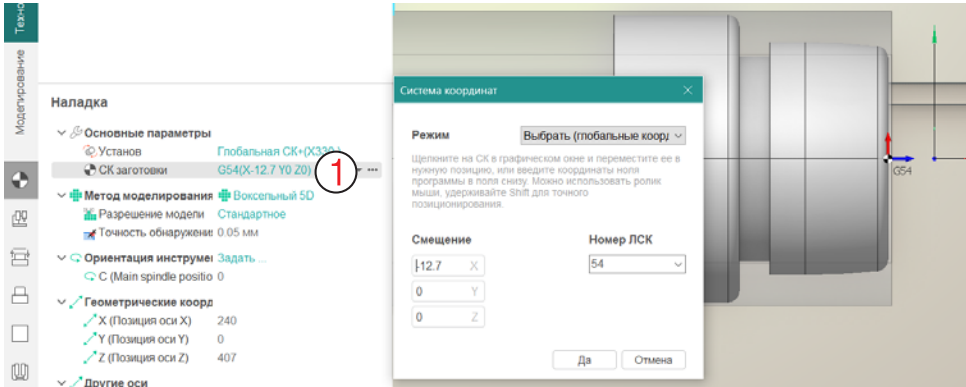 Техно
Моделирование
Наладка
Основные параметры
Установ Глобальная СК+(X330
СК заготовки G54(X-12.7 Y0 Z0)
1
Метод моделирования Воксельный 5D
Разрешение модели Стандартное
Точность обнаружени 0.05 мм
Ориентация инструмен Задать ...
C (Main spindle positio 0
Геометрические коорд
X (Позиция оси X) 240
Y (Позиция оси Y) 0
Z (Позиция оси Z) 407
Другие оси
Система координат
Режим Выбрать (глобальные коорд
Щелкните на СК в графическом окне и переместите ее в
нужную позицию, или введите координаты ноля
программы в поля снизу. Можно использовать ролик
мыши, удерживайте Shift для точного
позиционирования.
Смещение Номер ЛСК
-12.7 X 54
0 Y
0 Z
Да Отмена
G54